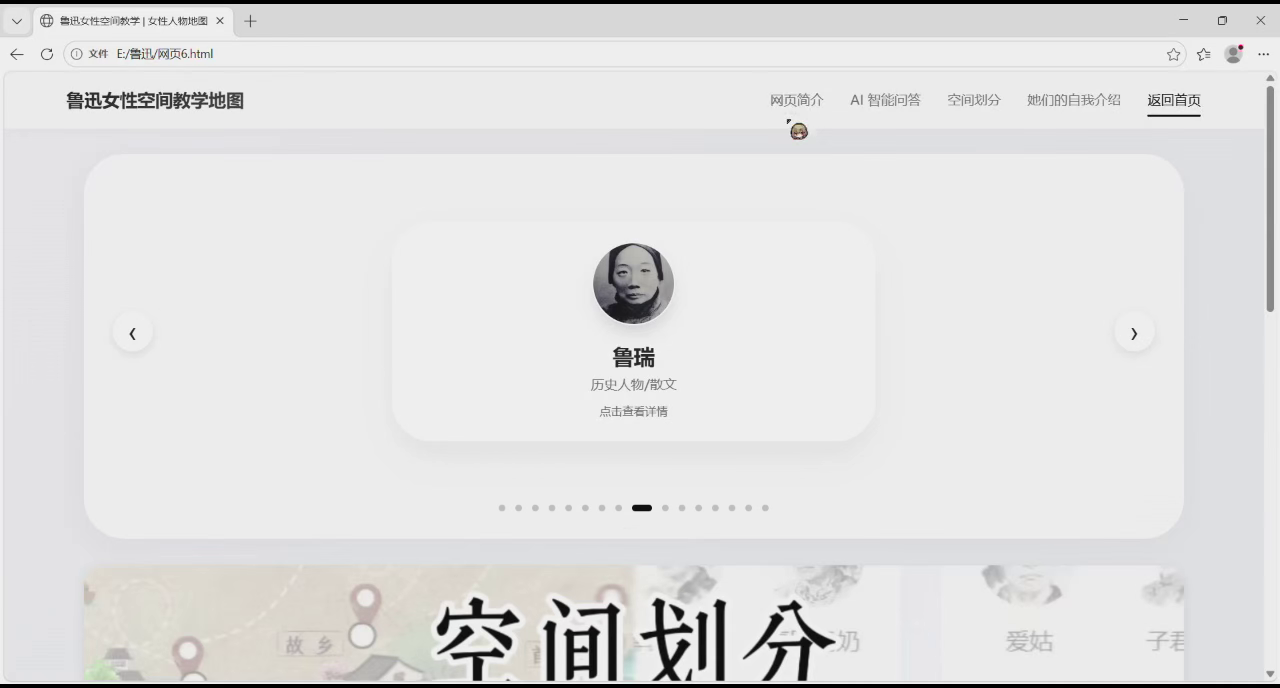 鲁迅女性空间教学 | 女性人物地图
文件 E:/鲁迅/网页6.html
鲁迅女性空间教学地图
网页简介 AI 智能问答 空间划分 她们的自我介绍 返回首页
鲁瑞
历史人物/散文
点击查看详情
空间划分
故乡
奶
爱姑
子君